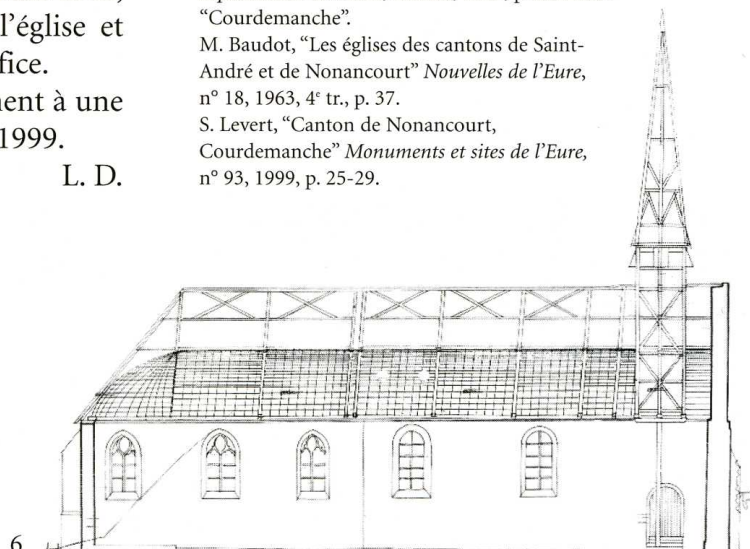 l’église et
fice.
ent à une
1999.
L. D.
“Courdemanche”.
M. Baudot, “Les églises des cantons de Saint-
André et de Nonancourt” Nouvelles de l’Eure,
n° 18, 1963, 4e tr., p. 37.
S. Levert, “Canton de Nonancourt,
Courdemanche” Monuments et sites de l’Eure,
n° 93, 1999, p. 25-29.
6